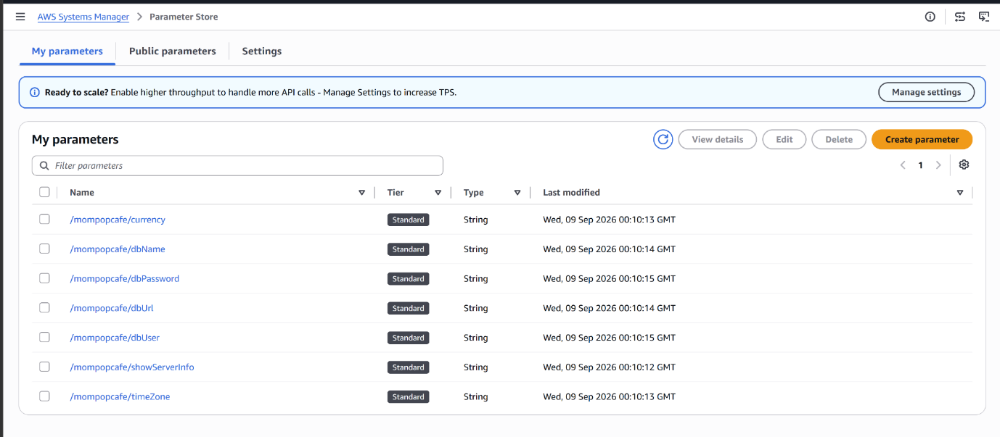 AWS Systems Manager > Parameter Store
My parameters Public parameters Settings
Ready to scale? Enable higher throughput to handle more API calls - Manage Settings to increase TPS. Manage settings
My parameters View details Edit Delete Create parameter
Filter parameters 1
Name Tier Type Last modified
/mompopcafe/currency Standard String Wed, 09 Sep 2026 00:10:13 GMT
/mompopcafe/dbName Standard String Wed, 09 Sep 2026 00:10:14 GMT
/mompopcafe/dbPassword Standard String Wed, 09 Sep 2026 00:10:15 GMT
/mompopcafe/dbUrl Standard String Wed, 09 Sep 2026 00:10:14 GMT
/mompopcafe/dbUser Standard String Wed, 09 Sep 2026 00:10:15 GMT
/mompopcafe/showServerInfo Standard String Wed, 09 Sep 2026 00:10:12 GMT
/mompopcafe/timeZone Standard String Wed, 09 Sep 2026 00:10:13 GMT